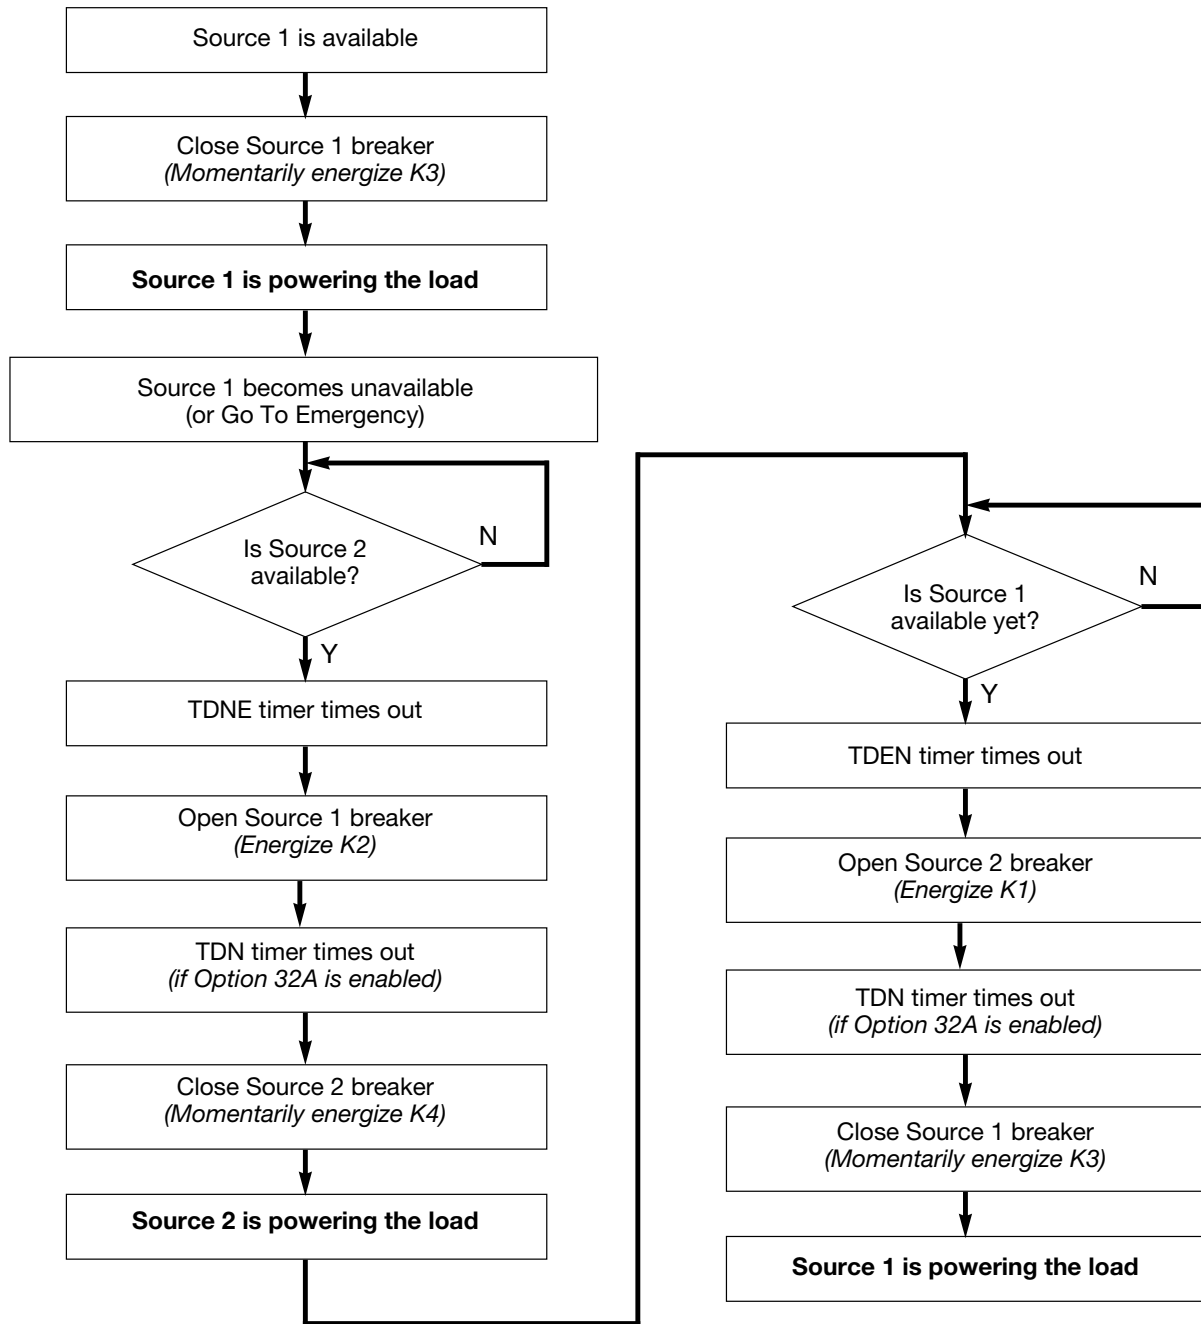 Source 1 is available
Close Source 1 breaker
(Momentarily energize K3)
Source 1 is powering the load
Source 1 becomes unavailable
(or Go To Emergency)
Is Source 2
available?
N
Y
TDNE timer times out
Open Source 1 breaker
(Energize K2)
TDN timer times out
(if Option 32A is enabled)
Close Source 2 breaker
(Momentarily energize K4)
Source 2 is powering the load
Is Source 1
available yet?
N
Y
TDEN timer times out
Open Source 2 breaker
(Energize K1)
TDN timer times out
(if Option 32A is enabled)
Close Source 1 breaker
(Momentarily energize K3)
Source 1 is powering the load